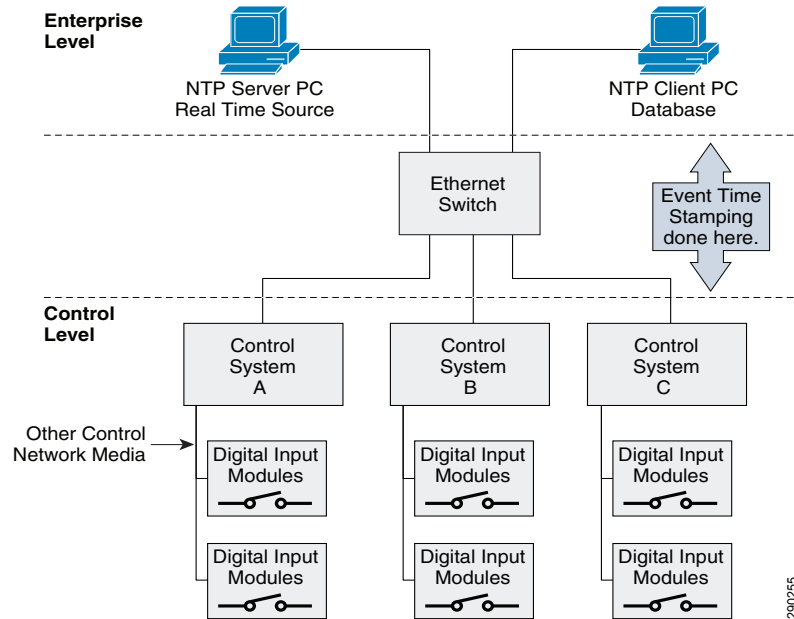 Enterprise
Level
NTP Server PC
Real Time Source
NTP Client PC
Database
Ethernet
Switch
Event Time
Stamping
done here.
Control
Level
Control
System
A
Control
System
B
Control
System
C
Other Control
Network Media
Digital Input
Modules
Digital Input
Modules
Digital Input
Modules
Digital Input
Modules
Digital Input
Modules
Digital Input
Modules
290255